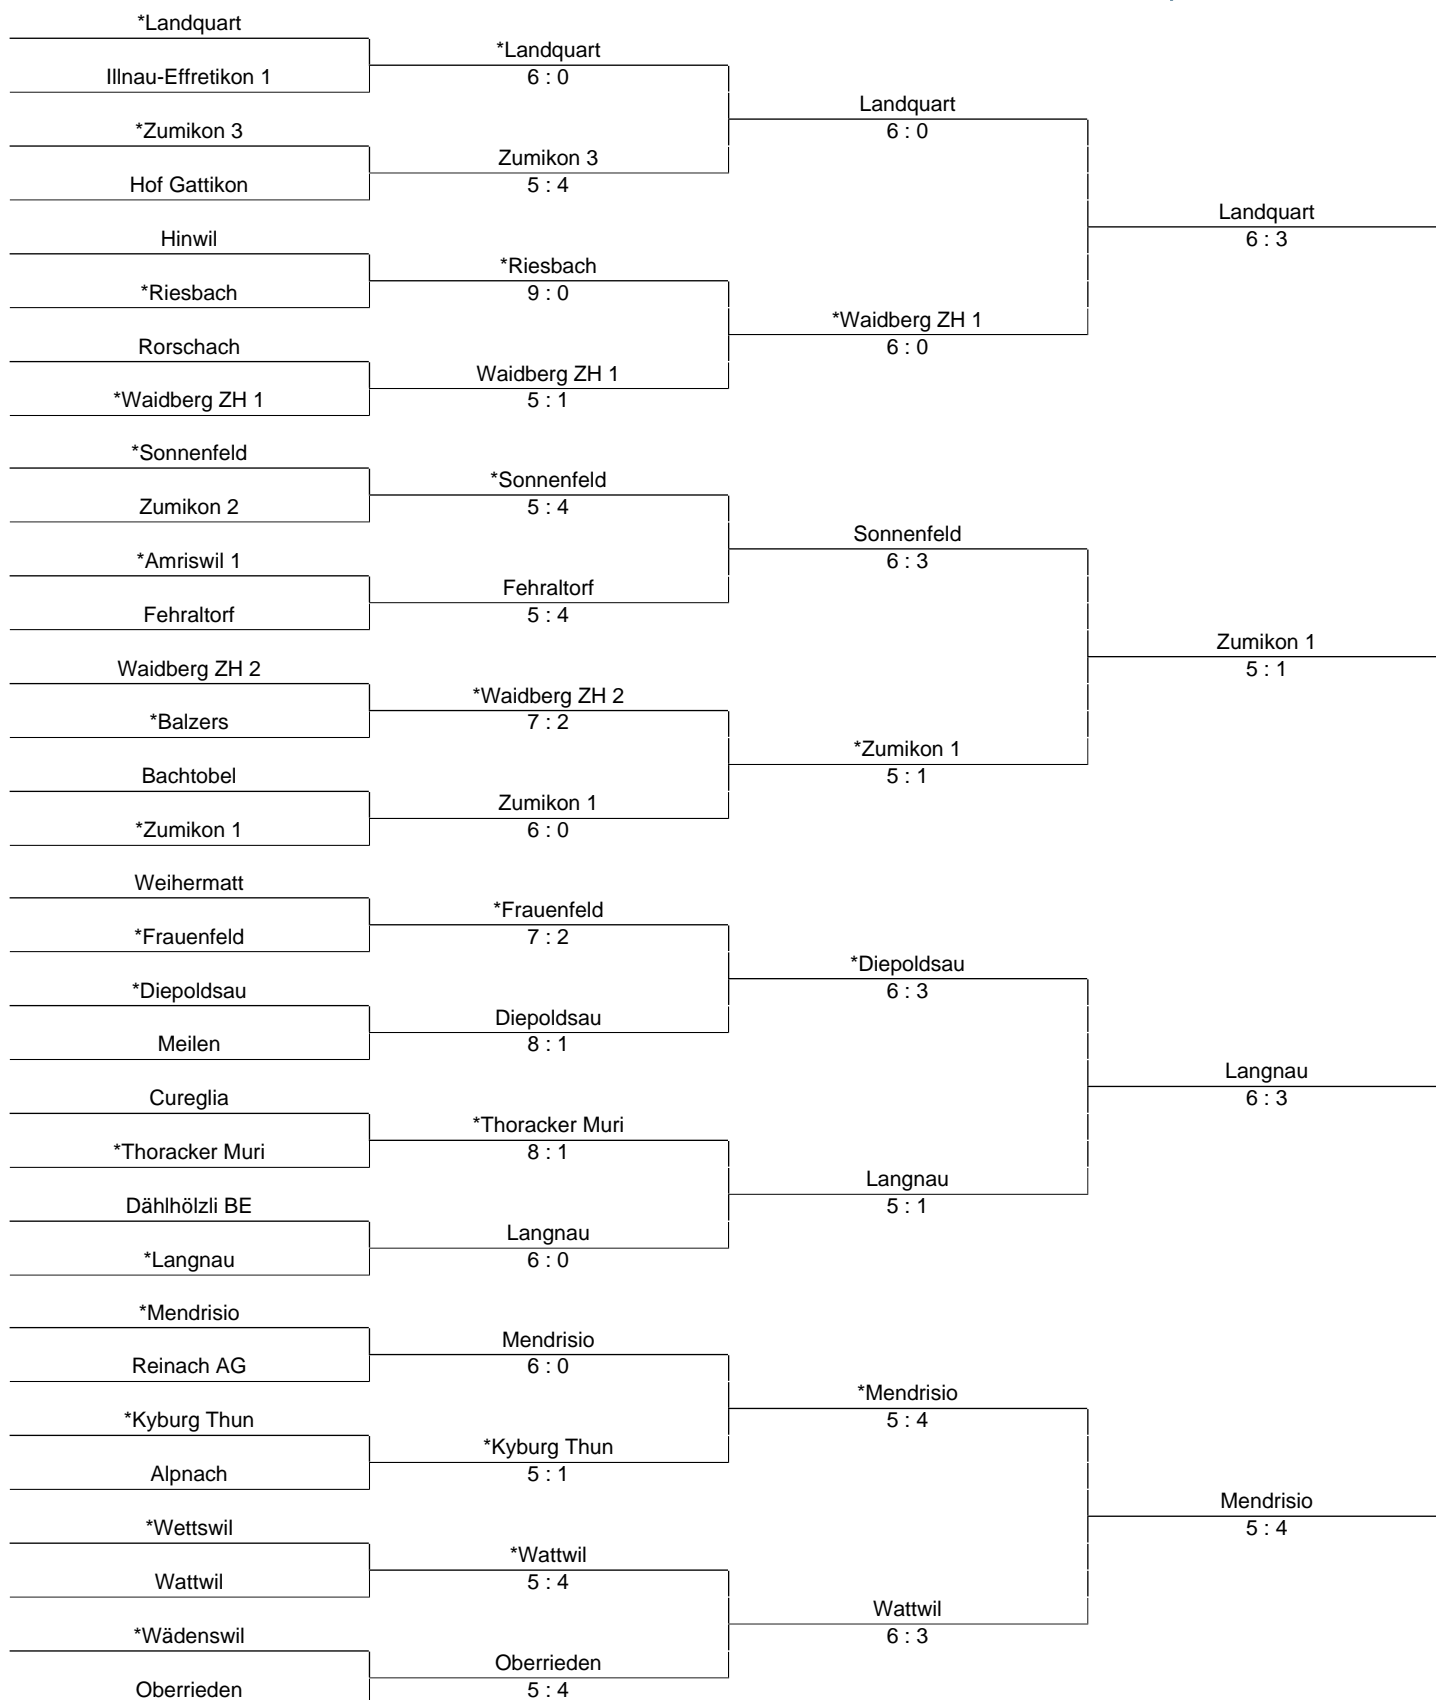 *Landquart
Illnau-Effretikon 1
*Zumikon 3
Hof Gattikon
Hinwil
*Riesbach
Rorschach
*Waidberg ZH 1
*Sonnenfeld
Zumikon 2
*Amriswil 1
Fehraltorf
Waidberg ZH 2
*Balzers
Bachtobel
*Zumikon 1
Weihermatt
*Frauenfeld
*Diepoldsau
Meilen
Cureglia
*Thoracker Muri
Dählhölzli BE
*Langnau
*Mendrisio
Reinach AG
*Kyburg Thun
Alpnach
*Wettswil
Wattwil
*Wädenswil
Oberrieden
*Landquart
6 : 0
Zumikon 3
5 : 4
*Riesbach
9 : 0
Waidberg ZH 1
5 : 1
*Sonnenfeld
5 : 4
Fehraltorf
5 : 4
*Waidberg ZH 2
7 : 2
Zumikon 1
6 : 0
*Frauenfeld
7 : 2
Diepoldsau
8 : 1
*Thoracker Muri
8 : 1
Langnau
6 : 0
Mendrisio
6 : 0
*Kyburg Thun
5 : 1
*Wattwil
5 : 4
Oberrieden
5 : 4
Landquart
6 : 0
*Waidberg ZH 1
6 : 0
Sonnenfeld
6 : 3
*Zumikon 1
5 : 1
*Diepoldsau
6 : 3
Langnau
5 : 1
*Mendrisio
5 : 4
Wattwil
6 : 3
Landquart
6 : 3
Zumikon 1
5 : 1
Langnau
6 : 3
Mendrisio
5 : 4